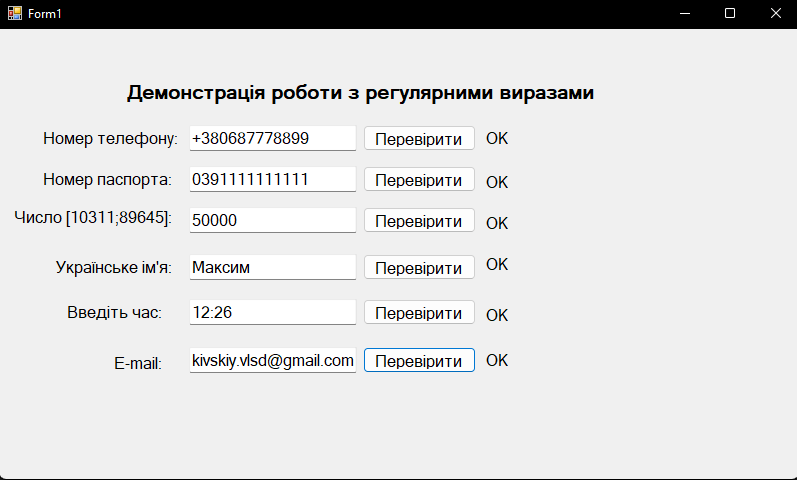 Form1
Демонстрація роботи з регулярними виразами
Номер телефону: +380687778899 Перевірити OK
Номер паспорта: 0391111111111 Перевірити OK
Число [10311;89645]: 50000 Перевірити OK
Українське ім'я: Максим Перевірити OK
Введіть час: 12:26 Перевірити OK
E-mail: kivskiy.vlsd@gmail.com Перевірити OK